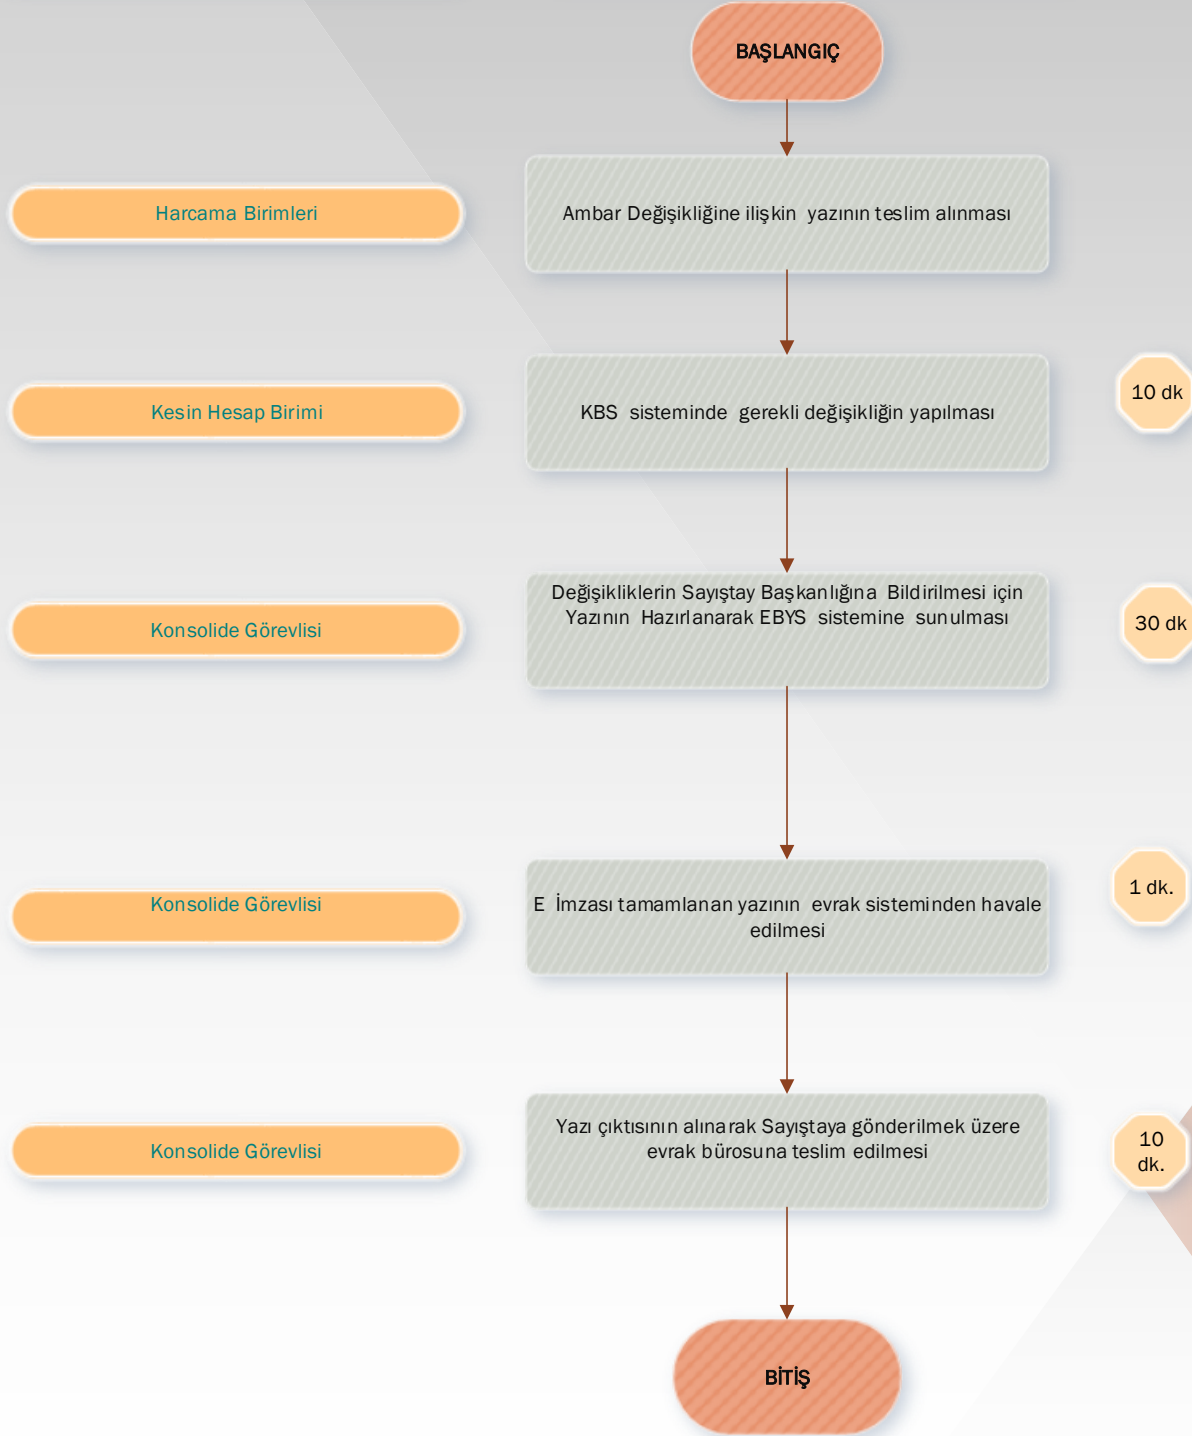 BAŞLANGIÇ
Harcama Birimleri
Ambar Değişikliğine ilişkin yazının teslim alınması
Kesin Hesap Birimi
KBS sisteminde gerekli değişikliğin yapılması
10 dk
Konsolide Görevlisi
Değişikliklerin Sayıştay Başkanlığına Bildirilmesi için
Yazının Hazırlanarak EBYS sistemine sunulması
30 dk
Konsolide Görevlisi
E İmzası tamamlanan yazının evrak sisteminden havale
edilmesi
1 dk.
Konsolide Görevlisi
Yazı çıktısının alınarak Sayıştaya gönderilmek üzere
evrak bürosuna teslim edilmesi
10
dk.
BİTİŞ